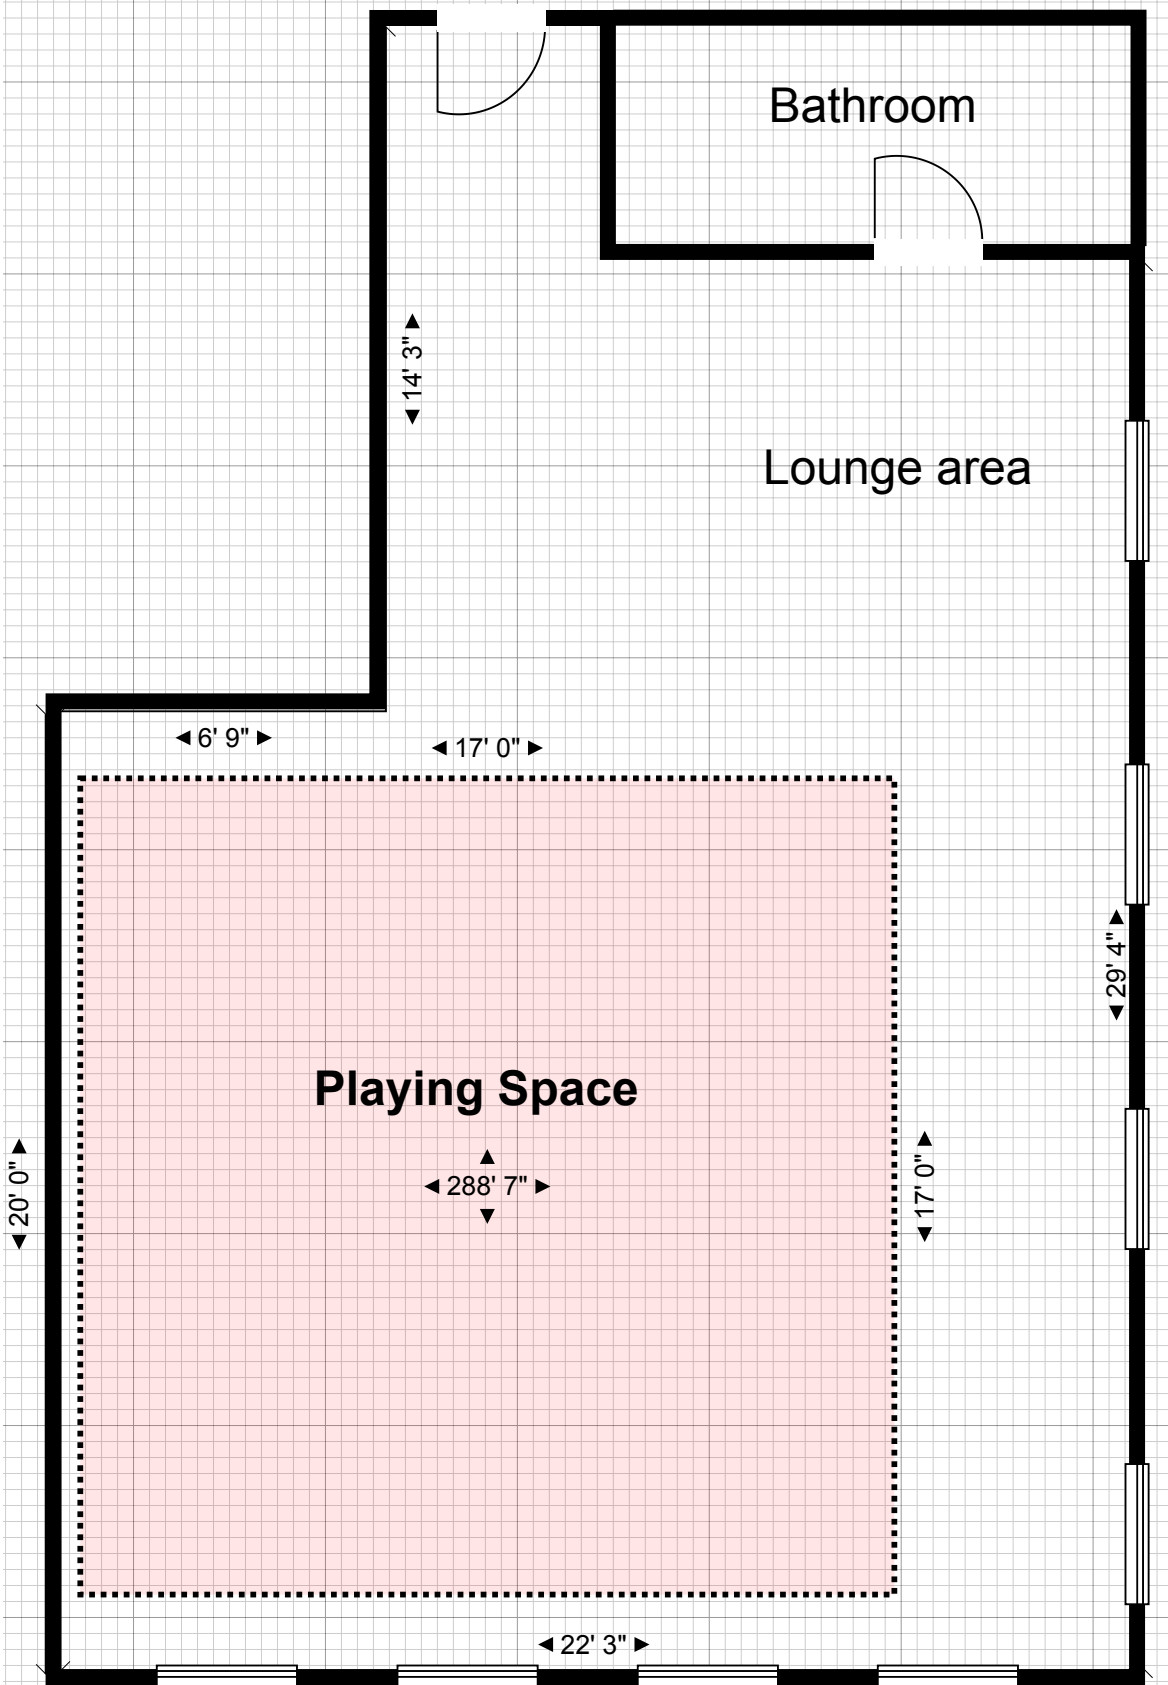 Bathroom
14' 3"
Lounge area
6' 9"
17' 0"
29' 4"
Playing Space
288' 7"
17' 0"
20' 0"
22' 3"